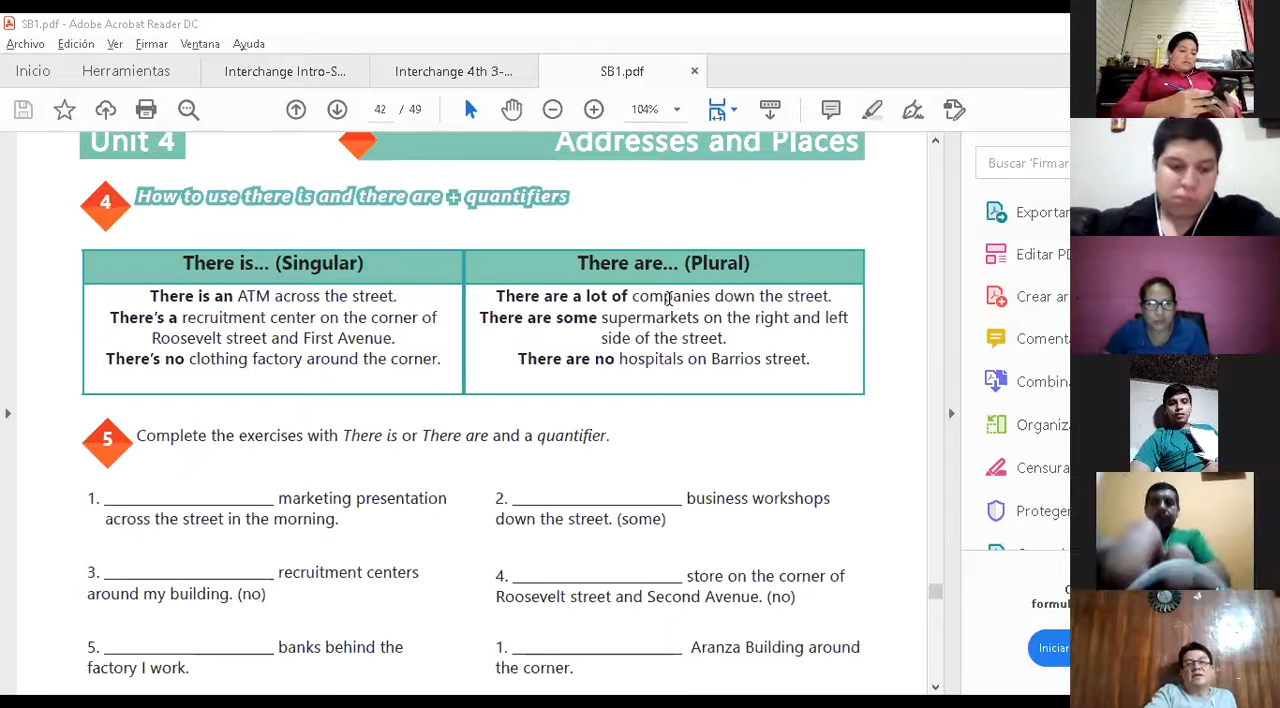 SB1.pdf - Adobe Acrobat Reader DC
Archivo Edición Ver Firmar Ventana Ayuda
Inicio Herramientas Interchange Intro-S... Interchange 4th 3-... SB1.pdf
42 / 49 104%
Unit 4 Addresses and Places
Buscar 'Firmar
4 How to use there is and there are + quantifiers
Exportar
Editar PD
Crear ar
Coment
Combin
Organiz
Censura
Proteger
There is... (Singular) There are... (Plural)
There is an ATM across the street.
There's a recruitment center on the corner of
Roosevelt street and First Avenue.
There's no clothing factory around the corner.
There are a lot of companies down the street.
There are some supermarkets on the right and left
side of the street.
There are no hospitals on Barrios street.
5 Complete the exercises with There is or There are and a quantifier.
1. ____________________ marketing presentation
across the street in the morning.
2. ____________________ business workshops
down the street. (some)
3. ____________________ recruitment centers
around my building. (no)
4. ____________________ store on the corner of
Roosevelt street and Second Avenue. (no)
5. ____________________ banks behind the
factory I work.
1. ____________________ Aranza Building around
the corner.
formu
Iniciar